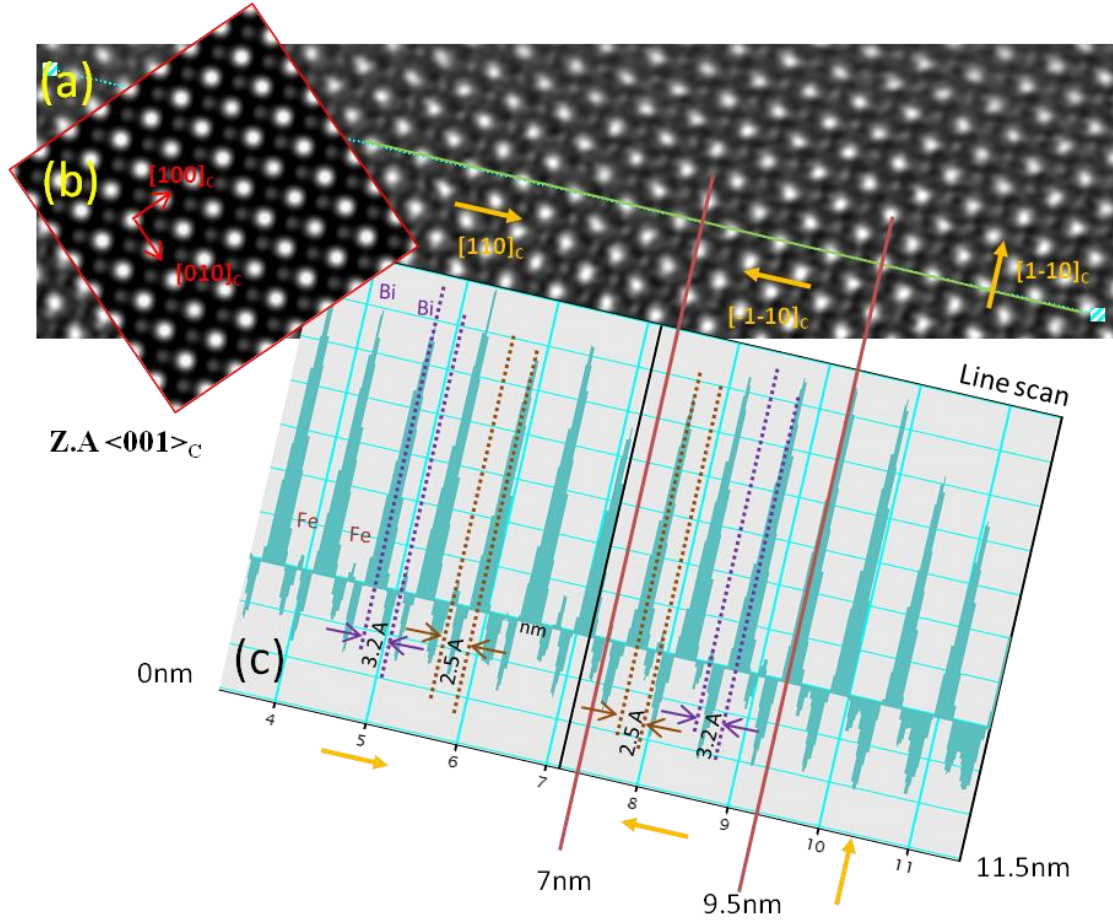 (a)
(b)
[100]C
[010]C
[110]C
[-1-10]C
[1-10]C
Z.A <001>C
Line scan
Bi
Bi
Fe
Fe
nm
(c)
3.2 A
2.5 A
2.5 A
3.2 A
0nm
4
5
6
7
8
9
10
11
11.5nm
7nm
9.5nm